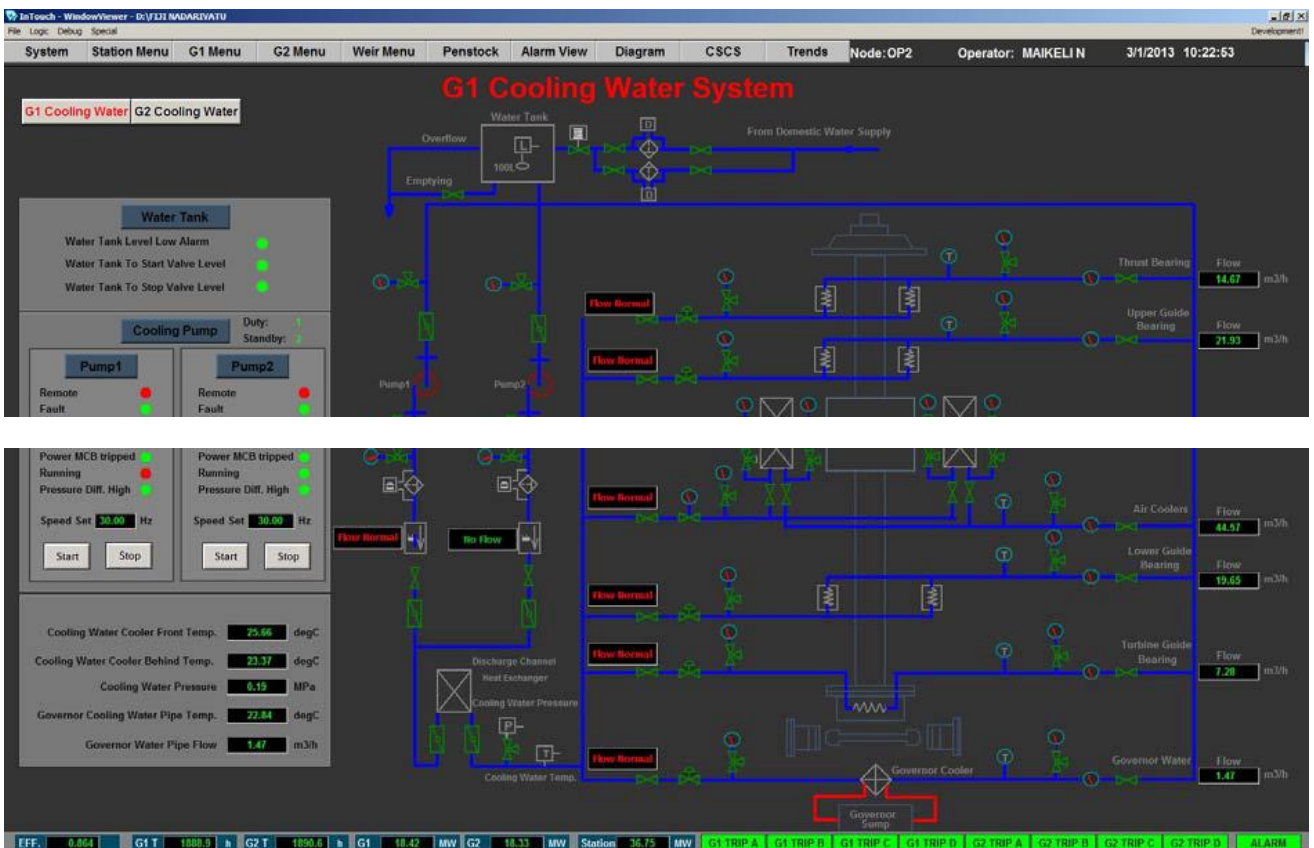 InTouch - WindowViewer - D:\FIJI NADARIVATU
File Logic Debug Special Development!
System Station Menu G1 Menu G2 Menu Weir Menu Penstock Alarm View Diagram CSCS Trends Node:OP2 Operator: MAIKELI N 3/1/2013 10:22:53
G1 Cooling Water System
G1 Cooling Water G2 Cooling Water
Water Tank
D
Overflow
From Domestic Water Supply
L
100L
Emptying
D
Water Tank
Water Tank Level Low Alarm
Water Tank To Start Valve Level
Water Tank To Stop Valve Level
T
Thrust Bearing Flow
14.67 m3/h
Flow Normal
Upper Guide Bearing Flow
21.93 m3/h
T
Flow Normal
Cooling Pump Duty: 1
Standby: 2
Pump1 Pump2
Pump1 Pump2
Remote Remote
Fault Fault
Power MCB tripped Power MCB tripped
Running Running
Pressure Diff. High Pressure Diff. High
Speed Set 30.00 Hz Speed Set 30.00 Hz
Start Stop Start Stop
Flow Normal No Flow
Flow Normal
T
Air Coolers Flow
44.57 m3/h
Lower Guide Bearing Flow
19.65 m3/h
T
Flow Normal
Turbine Guide Bearing Flow
7.28 m3/h
T
Flow Normal
Cooling Water Cooler Front Temp. 25.66 degC
Cooling Water Cooler Behind Temp. 23.37 degC
Cooling Water Pressure 0.19 MPa
Governor Cooling Water Pipe Temp. 22.84 degC
Governor Water Pipe Flow 1.47 m3/h
Discharge Channel
Heat Exchanger
Cooling Water Pressure
P
T
Cooling Water Temp.
Flow Normal
Governor Cooler
T
Governor Water Flow
1.47 m3/h
Governor
Sump
EFF. 0.864 G1 T 1888.9 h G2 T 1890.6 h G1 18.42 MW G2 18.33 MW Station 36.75 MW G1 TRIP A G1 TRIP B G1 TRIP C G1 TRIP D G2 TRIP A G2 TRIP B G2 TRIP C G2 TRIP D ALARM